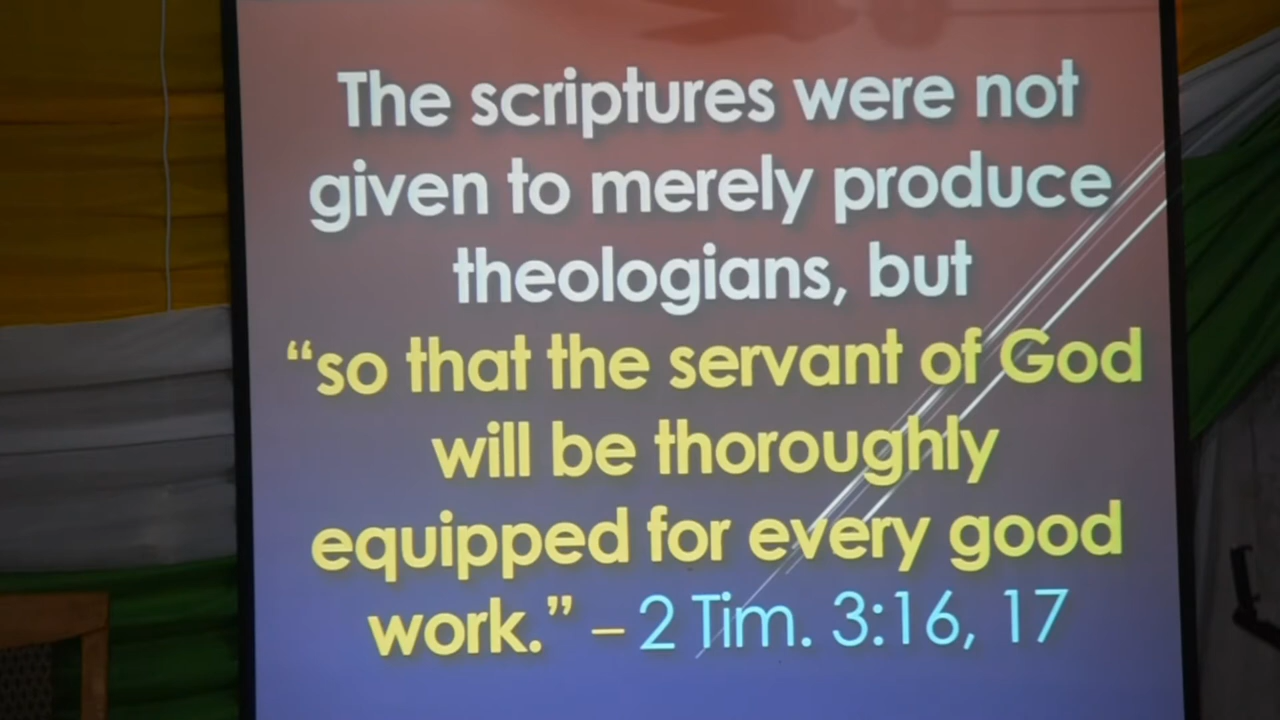 The scriptures were not
given to merely produce
theologians, but
“so that the servant of God
will be thoroughly
equipped for every good
work.” – 2 Tim. 3:16, 17